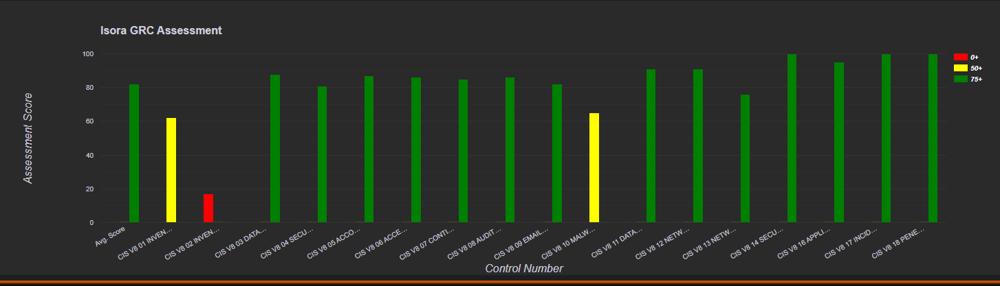 Isora GRC Assessment
Assessment Score
100
80
60
40
20
0
0+
50+
75+
Avg. Score
CIS V8 01 INVEN…
CIS V8 02 INVEN…
CIS V8 03 DATA…
CIS V8 04 SECU…
CIS V8 05 ACCO…
CIS V8 06 ACCE…
CIS V8 07 CONTI…
CIS V8 08 AUDIT…
CIS V8 09 EMAIL…
CIS V8 10 MALW…
CIS V8 11 DATA…
CIS V8 12 NETW…
CIS V8 13 NETW…
CIS V8 14 SECU…
CIS V8 16 APPLI…
CIS V8 17 INCID…
CIS V8 18 PENE…
Control Number